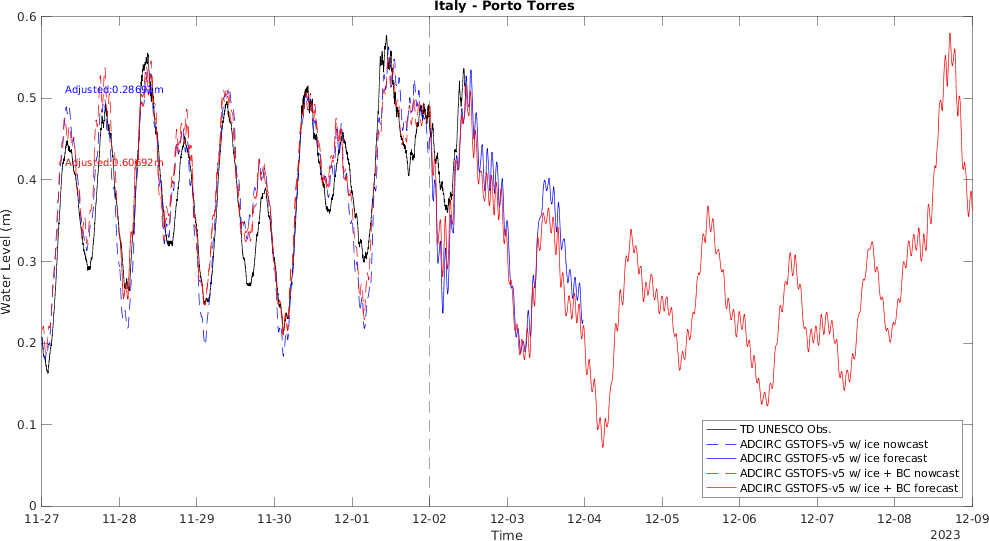 Italy - Porto Torres
Water Level (m)
0.6
0.5
0.4
0.3
0.2
0.1
0
Adjusted:0.2869 m
Adjusted:0.60692m
TD UNESCO Obs.
ADCIRC GSTOFS-v5 w/ ice nowcast
ADCIRC GSTOFS-v5 w/ ice forecast
ADCIRC GSTOFS-v5 w/ ice + BC nowcast
ADCIRC GSTOFS-v5 w/ ice + BC forecast
11-27 11-28 11-29 11-30 12-01 12-02 12-03 12-04 12-05 12-06 12-07 12-08 12-09
Time
2023